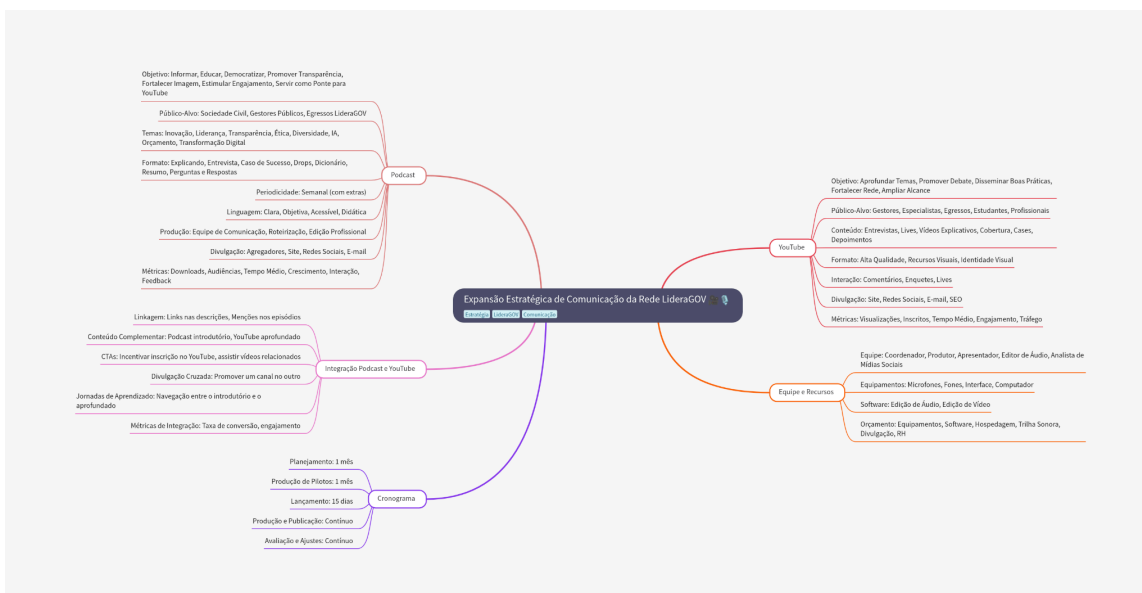 Expansão Estratégica de Comunicação da Rede LideraGOV
Estratégia LideraGOV Comunicação
Podcast
Objetivo: Informar, Educar, Democratizar, Promover Transparência,
Fortalecer Imagem, Estimular Engajamento, Servir como Ponte para
YouTube
Público-Alvo: Sociedade Civil, Gestores Públicos, Egressos LideraGOV
Temas: Inovação, Liderança, Transparência, Ética, Diversidade, IA,
Orçamento, Transformação Digital
Formato: Explicando, Entrevista, Caso de Sucesso, Drops, Dicionário,
Resumo, Perguntas e Respostas
Periodicidade: Semanal (com extras)
Linguagem: Clara, Objetiva, Acessível, Didática
Produção: Equipe de Comunicação, Roteirização, Edição Profissional
Divulgação: Agregadores, Site, Redes Sociais, E-mail
Métricas: Downloads, Audiências, Tempo Médio, Crescimento, Interação,
Feedback
Integração Podcast e YouTube
Linkagem: Links nas descrições, Menções nos episódios
Conteúdo Complementar: Podcast introdutório, YouTube aprofundado
CTAs: Incentivar inscrição no YouTube, assistir vídeos relacionados
Divulgação Cruzada: Promover um canal no outro
Jornadas de Aprendizado: Navegação entre o introdutório e o
aprofundado
Métricas de Integração: Taxa de conversão, engajamento
Cronograma
Planejamento: 1 mês
Produção de Pilotos: 1 mês
Lançamento: 15 dias
Produção e Publicação: Contínuo
Avaliação e Ajustes: Contínuo
YouTube
Objetivo: Aprofundar Temas, Promover Debate, Disseminar Boas Práticas,
Fortalecer Rede, Ampliar Alcance
Público-Alvo: Gestores, Especialistas, Egressos, Estudantes, Profissionais
Conteúdo: Entrevistas, Lives, Vídeos Explicativos, Cobertura, Cases,
Depoimentos
Formato: Alta Qualidade, Recursos Visuais, Identidade Visual
Interação: Comentários, Enquetes, Lives
Divulgação: Site, Redes Sociais, E-mail, SEO
Métricas: Visualizações, Inscritos, Tempo Médio, Engajamento, Tráfego
Equipe e Recursos
Equipe: Coordenador, Produtor, Apresentador, Editor de Áudio, Analista de
Mídias Sociais
Equipamentos: Microfones, Fones, Interface, Computador
Software: Edição de Áudio, Edição de Vídeo
Orçamento: Equipamentos, Software, Hospedagem, Trilha Sonora,
Divulgação, RH